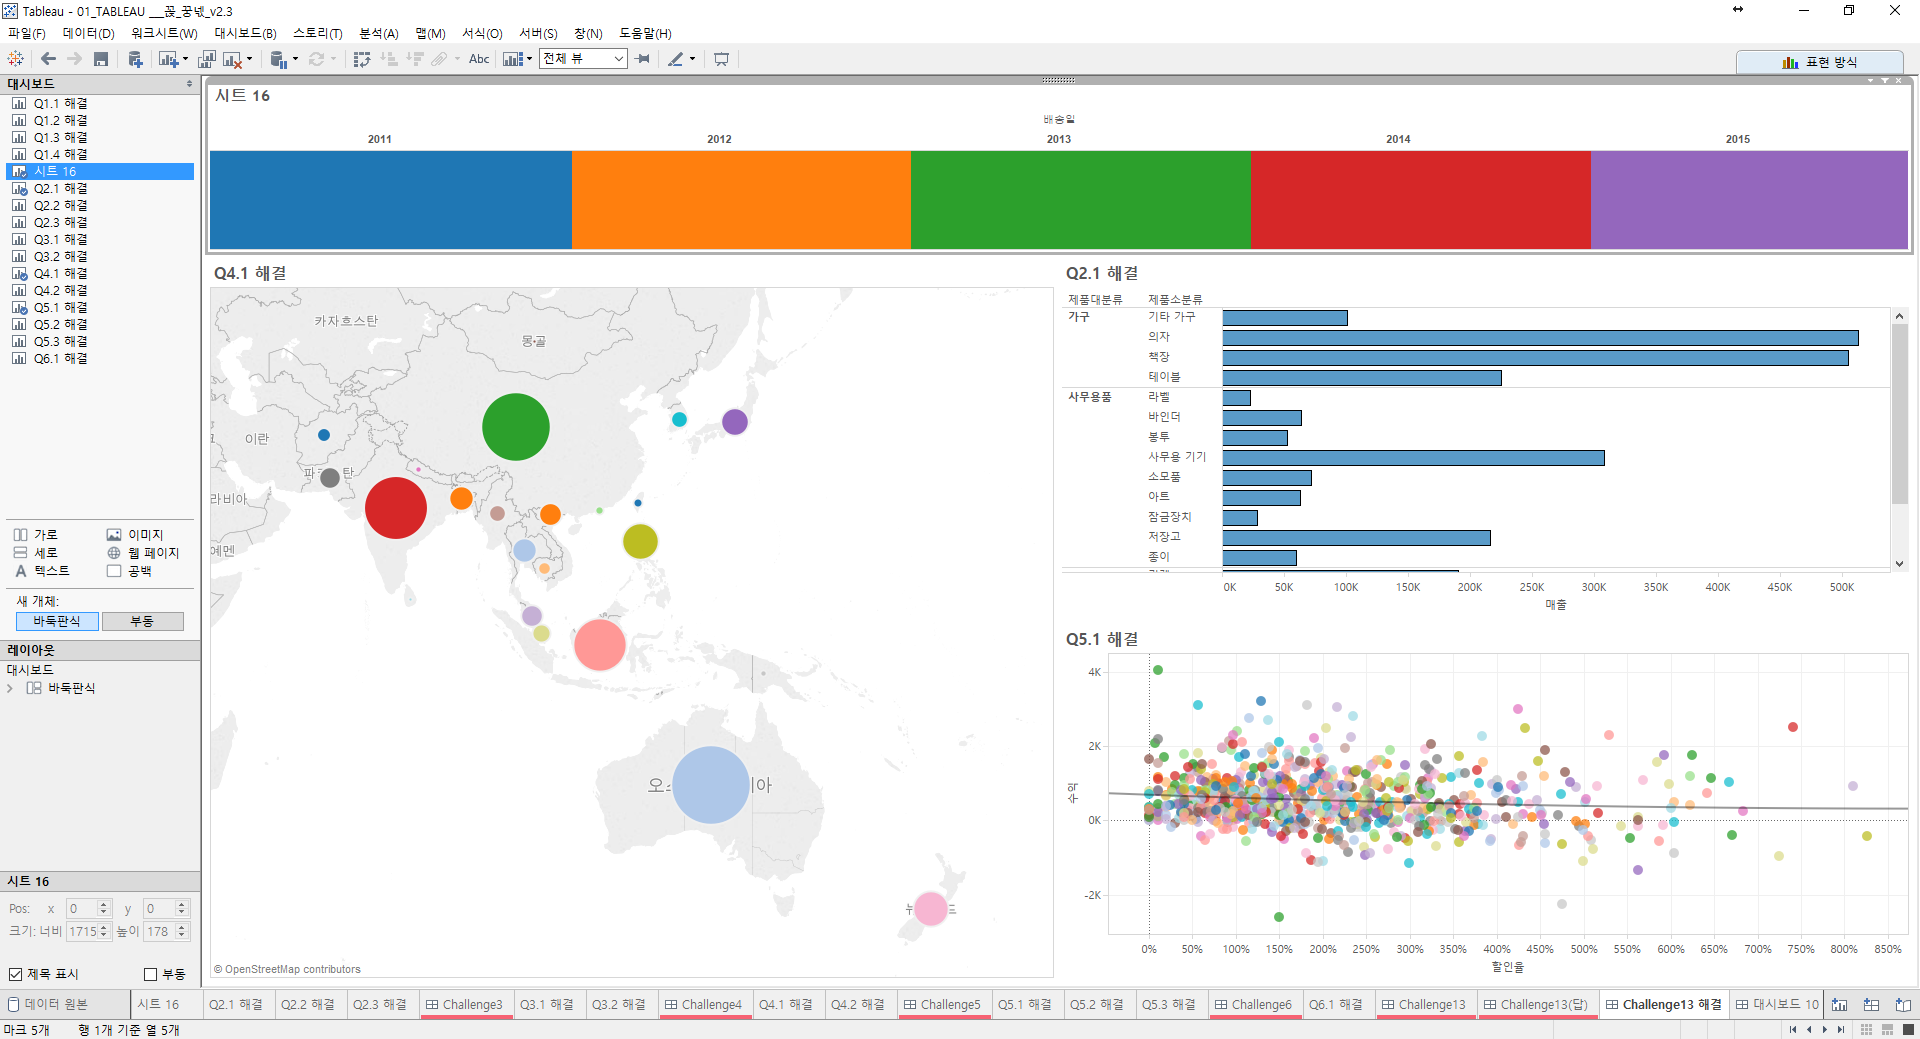 Tableau - 01_TABLEAU ___꾡_꿍넧_v2.3
파일(F) 데이터(D) 워크시트(W) 대시보드(B) 스토리(T) 분석(A) 맵(M) 서식(O) 서버(S) 창(N) 도움말(H)
Abc 전체 뷰 표현 방식
대시보드
Q1.1 해결
Q1.2 해결
Q1.3 해결
Q1.4 해결
시트 16
Q2.1 해결
Q2.2 해결
Q2.3 해결
Q3.1 해결
Q3.2 해결
Q4.1 해결
Q4.2 해결
Q5.1 해결
Q5.2 해결
Q5.3 해결
Q6.1 해결
가로 이미지
세로 웹 페이지
A 텍스트 공백
새 개체:
바둑판식 부동
레이아웃
대시보드
바둑판식
시트 16
Pos: x 0 y 0
크기: 너비 1715 높이 178
제목 표시 부동
시트 16
배송일
2011 2012 2013 2014 2015
Q4.1 해결
카자흐스탄
몽골
이란
파 탄
라비아
예멘
오 아
뉴 드
© OpenStreetMap contributors
Q2.1 해결
제품대분류 제품소분류
가구 기타 가구
의자
책장
테이블
사무용품 라벨
바인더
봉투
사무용 기기
소모품
아트
잠금장치
저장고
종이
0K 50K 100K 150K 200K 250K 300K 350K 400K 450K 500K
매출
Q5.1 해결
4K
2K
0K
-2K
수익
0% 50% 100% 150% 200% 250% 300% 350% 400% 450% 500% 550% 600% 650% 700% 750% 800% 850%
할인율
데이터 원본 시트 16 Q2.1 해결 Q2.2 해결 Q2.3 해결 Challenge3 Q3.1 해결 Q3.2 해결 Challenge4 Q4.1 해결 Q4.2 해결 Challenge5 Q5.1 해결 Q5.2 해결 Q5.3 해결 Challenge6 Q6.1 해결 Challenge13 Challenge13(답) Challenge13 해결 대시보드 10
마크 5개 행 1개 기준 열 5개